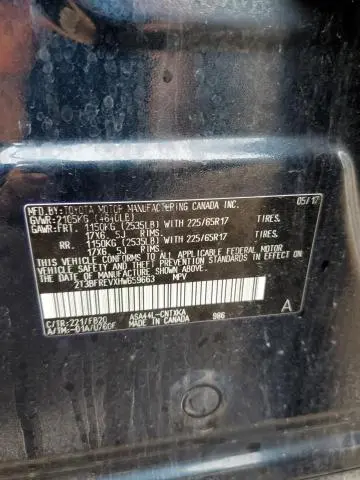 MFD.BY:TOYOTA MOTOR MANUFACTURING CANADA INC. 05/17
GVWR:2105KG (4640LB)
GAWR:FRT. 1150KG (2535LB) WITH 225/65R17 TIRES.
17X6.5J RIMS.
RR. 1150KG (2535LB) WITH 225/65R17 TIRES.
17X6.5J RIMS.
THIS VEHICLE CONFORMS TO ALL APPLICABLE FEDERAL MOTOR
VEHICLE SAFETY AND BUMPER STANDARDS IN EFFECT ON
THE DATE OF MANUFACTURE SHOWN ABOVE.
2T3BFREVXHW659663 MPV
A
C/TR:221/FB20 ASA44L-CNTXKA
A/TM:-01A/U760F MADE IN CANADA 986